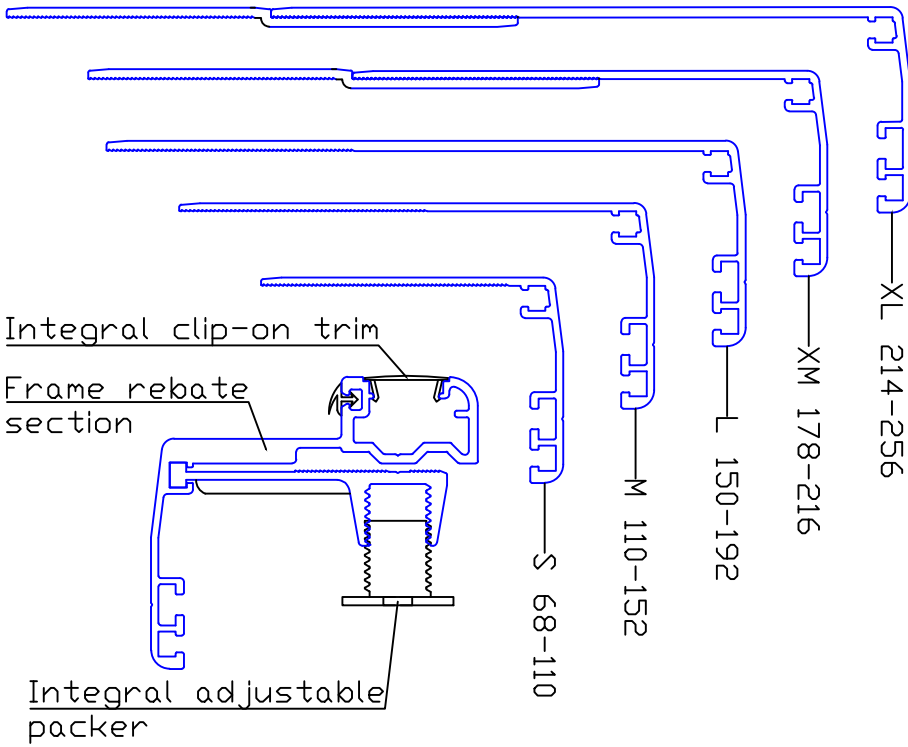 Integral clip-on trim
Frame rebate
section
Integral adjustable
packer
S 68-110
M 110-152
L 150-192
XM 178-216
XL 214-256